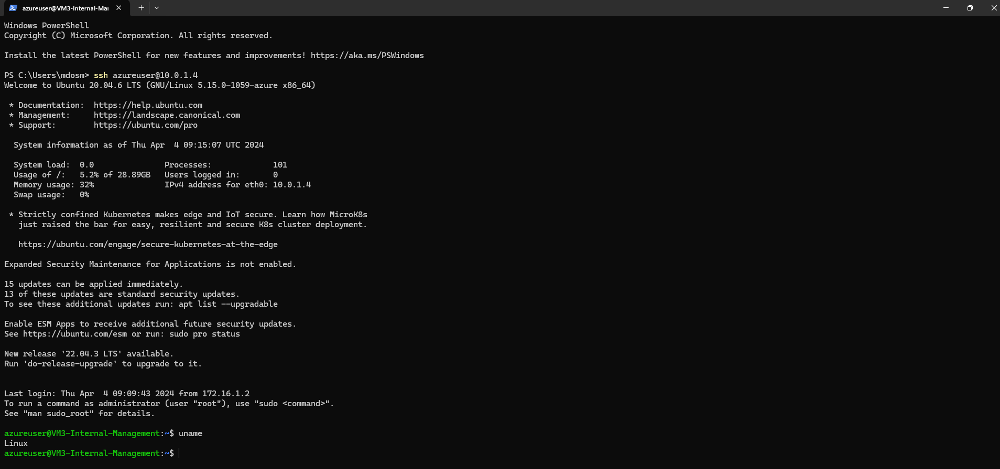 azureuser@VM3-Internal-Mai
Windows PowerShell
Copyright (C) Microsoft Corporation. All rights reserved.
Install the latest PowerShell for new features and improvements! https://aka.ms/PSWindows
PS C:\Users\mdosm> ssh azureuser@10.0.1.4
Welcome to Ubuntu 20.04.6 LTS (GNU/Linux 5.15.0-1059-azure x86_64)
* Documentation:  https://help.ubuntu.com
* Management:     https://landscape.canonical.com
* Support:        https://ubuntu.com/pro
System information as of Thu Apr  4 09:15:07 UTC 2024
System load:  0.0               Processes:             101
Usage of /:   5.2% of 28.89GB   Users logged in:       0
Memory usage: 32%               IPv4 address for eth0: 10.0.1.4
Swap usage:   0%
* Strictly confined Kubernetes makes edge and IoT secure. Learn how MicroK8s
just raised the bar for easy, resilient and secure K8s cluster deployment.
https://ubuntu.com/engage/secure-kubernetes-at-the-edge
Expanded Security Maintenance for Applications is not enabled.
15 updates can be applied immediately.
13 of these updates are standard security updates.
To see these additional updates run: apt list --upgradable
Enable ESM Apps to receive additional future security updates.
See https://ubuntu.com/esm or run: sudo pro status
New release '22.04.3 LTS' available.
Run 'do-release-upgrade' to upgrade to it.
Last login: Thu Apr  4 09:09:43 2024 from 172.16.1.2
To run a command as administrator (user "root"), use "sudo <command>".
See "man sudo_root" for details.
azureuser@VM3-Internal-Management:~$ uname
Linux
azureuser@VM3-Internal-Management:~$